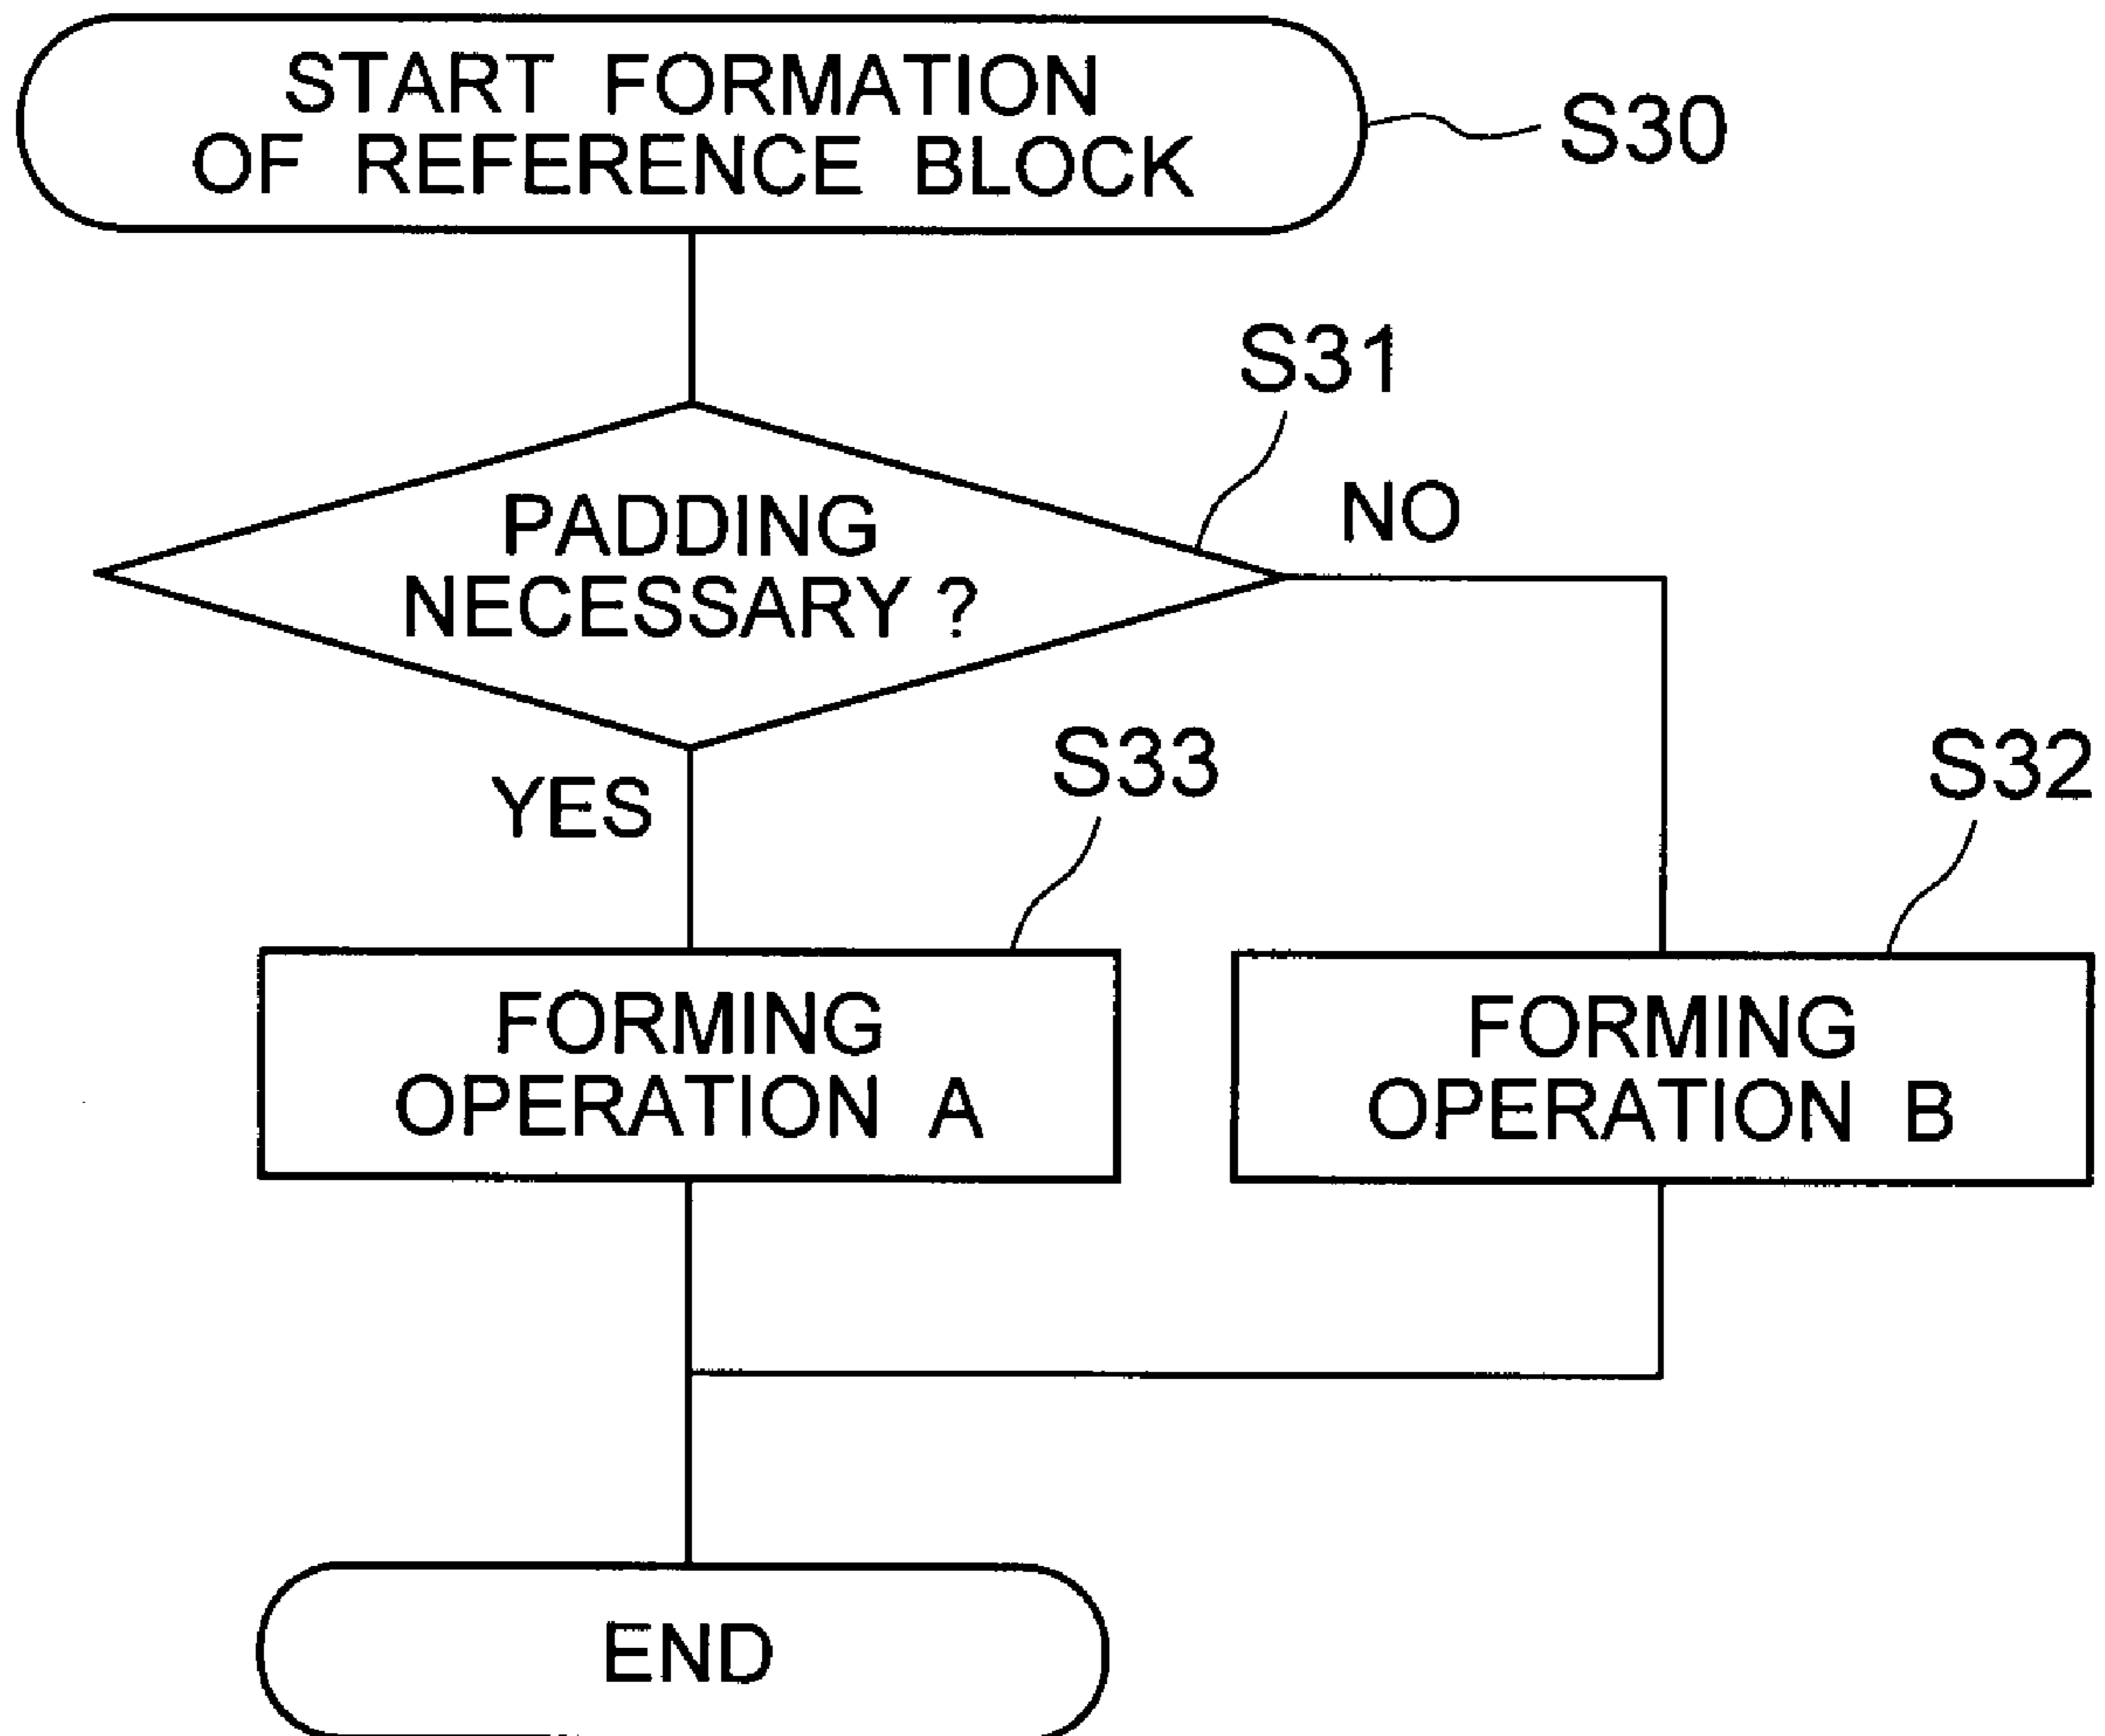 START FORMATION
OF REFERENCE BLOCK
S30
S31
PADDING
NECESSARY ?
NO
YES
S33
S32
FORMING
OPERATION A
FORMING
OPERATION B
END